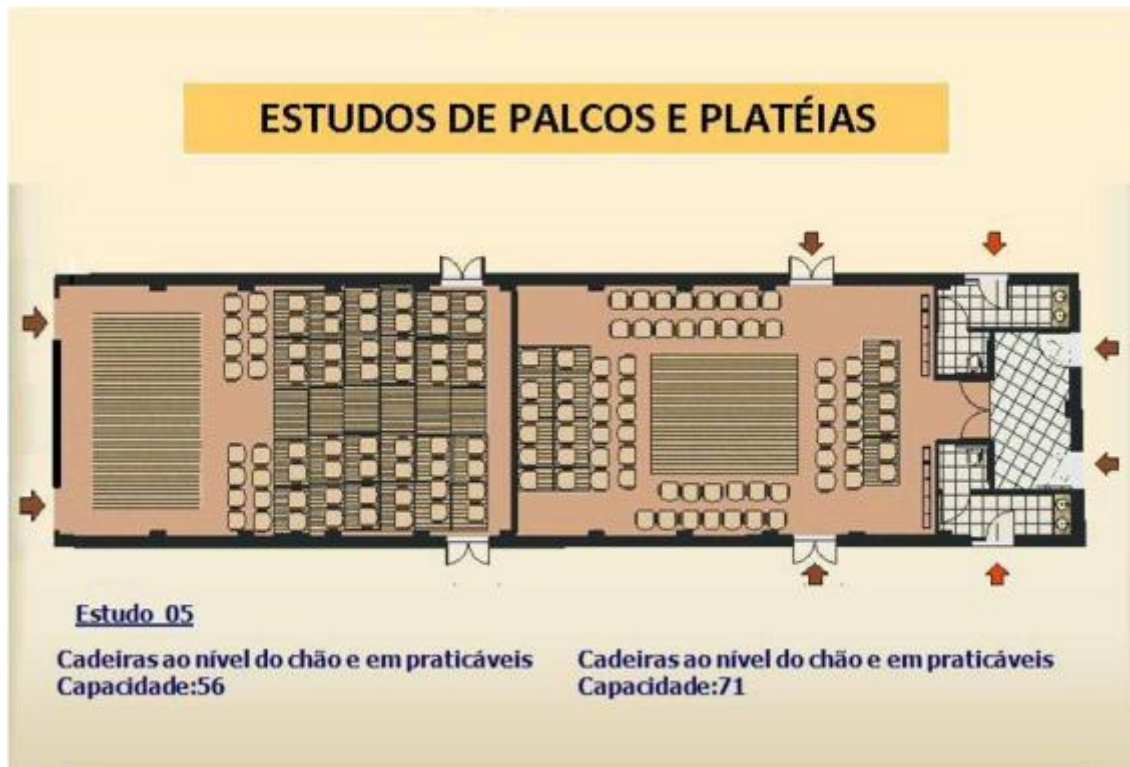 ESTUDOS DE PALCOS E PLATÉIAS
Estudo 05
Cadeiras ao nível do chão e em praticáveis
Capacidade:56
Cadeiras ao nível do chão e em praticáveis
Capacidade:71